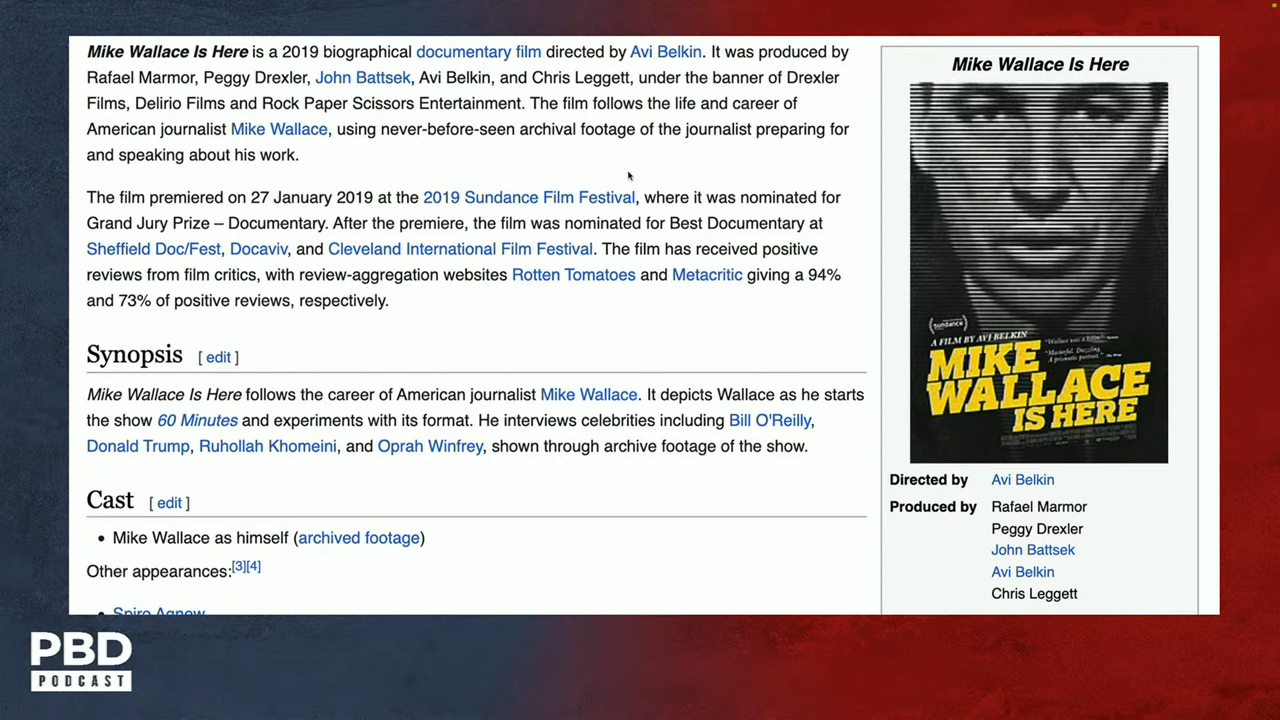 Mike Wallace Is Here is a 2019 biographical documentary film directed by Avi Belkin. It was produced by
Rafael Marmor, Peggy Drexler, John Battsek, Avi Belkin, and Chris Leggett, under the banner of Drexler
Films, Delirio Films and Rock Paper Scissors Entertainment. The film follows the life and career of
American journalist Mike Wallace, using never-before-seen archival footage of the journalist preparing for
and speaking about his work.
The film premiered on 27 January 2019 at the 2019 Sundance Film Festival, where it was nominated for
Grand Jury Prize – Documentary. After the premiere, the film was nominated for Best Documentary at
Sheffield Doc/Fest, Docaviv, and Cleveland International Film Festival. The film has received positive
reviews from film critics, with review-aggregation websites Rotten Tomatoes and Metacritic giving a 94%
and 73% of positive reviews, respectively.
Synopsis [ edit ]
Mike Wallace Is Here follows the career of American journalist Mike Wallace. It depicts Wallace as he starts
the show 60 Minutes and experiments with its format. He interviews celebrities including Bill O'Reilly,
Donald Trump, Ruhollah Khomeini, and Oprah Winfrey, shown through archive footage of the show.
Cast [ edit ]
• Mike Wallace as himself (archived footage)
Other appearances:[3][4]
• Spiro Agnew
Mike Wallace Is Here
sundance
A FILM BY AVI BELKIN
MIKE
WALLACE
IS HERE
Directed by Avi Belkin
Produced by Rafael Marmor
Peggy Drexler
John Battsek
Avi Belkin
Chris Leggett
PBD
PODCAST